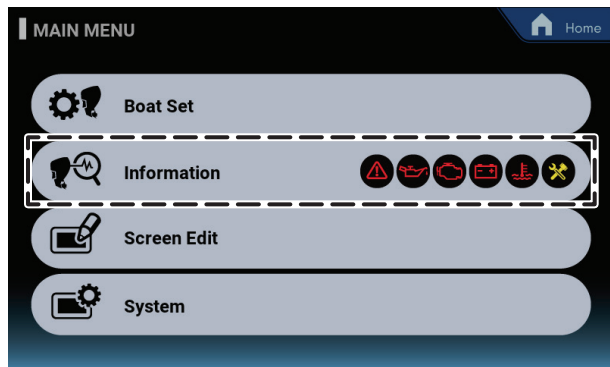 MAIN MENU
Home
Boat Set
Information
Screen Edit
System